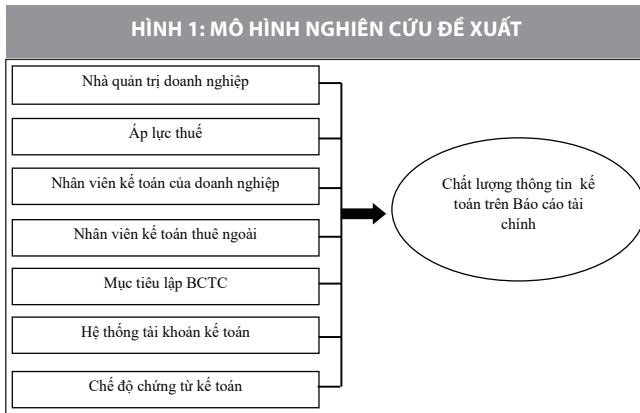 HÌNH 1: MÔ HÌNH NGHIÊN CỨU ĐỀ XUẤT
Nhà quản trị doanh nghiệp
Áp lực thuế
Nhân viên kế toán của doanh nghiệp
Nhân viên kế toán thuê ngoài
Mục tiêu lập BCTC
Hệ thống tài khoản kế toán
Chế độ chứng từ kế toán
Chất lượng thông tin kế
toán trên Báo cáo tài
chính